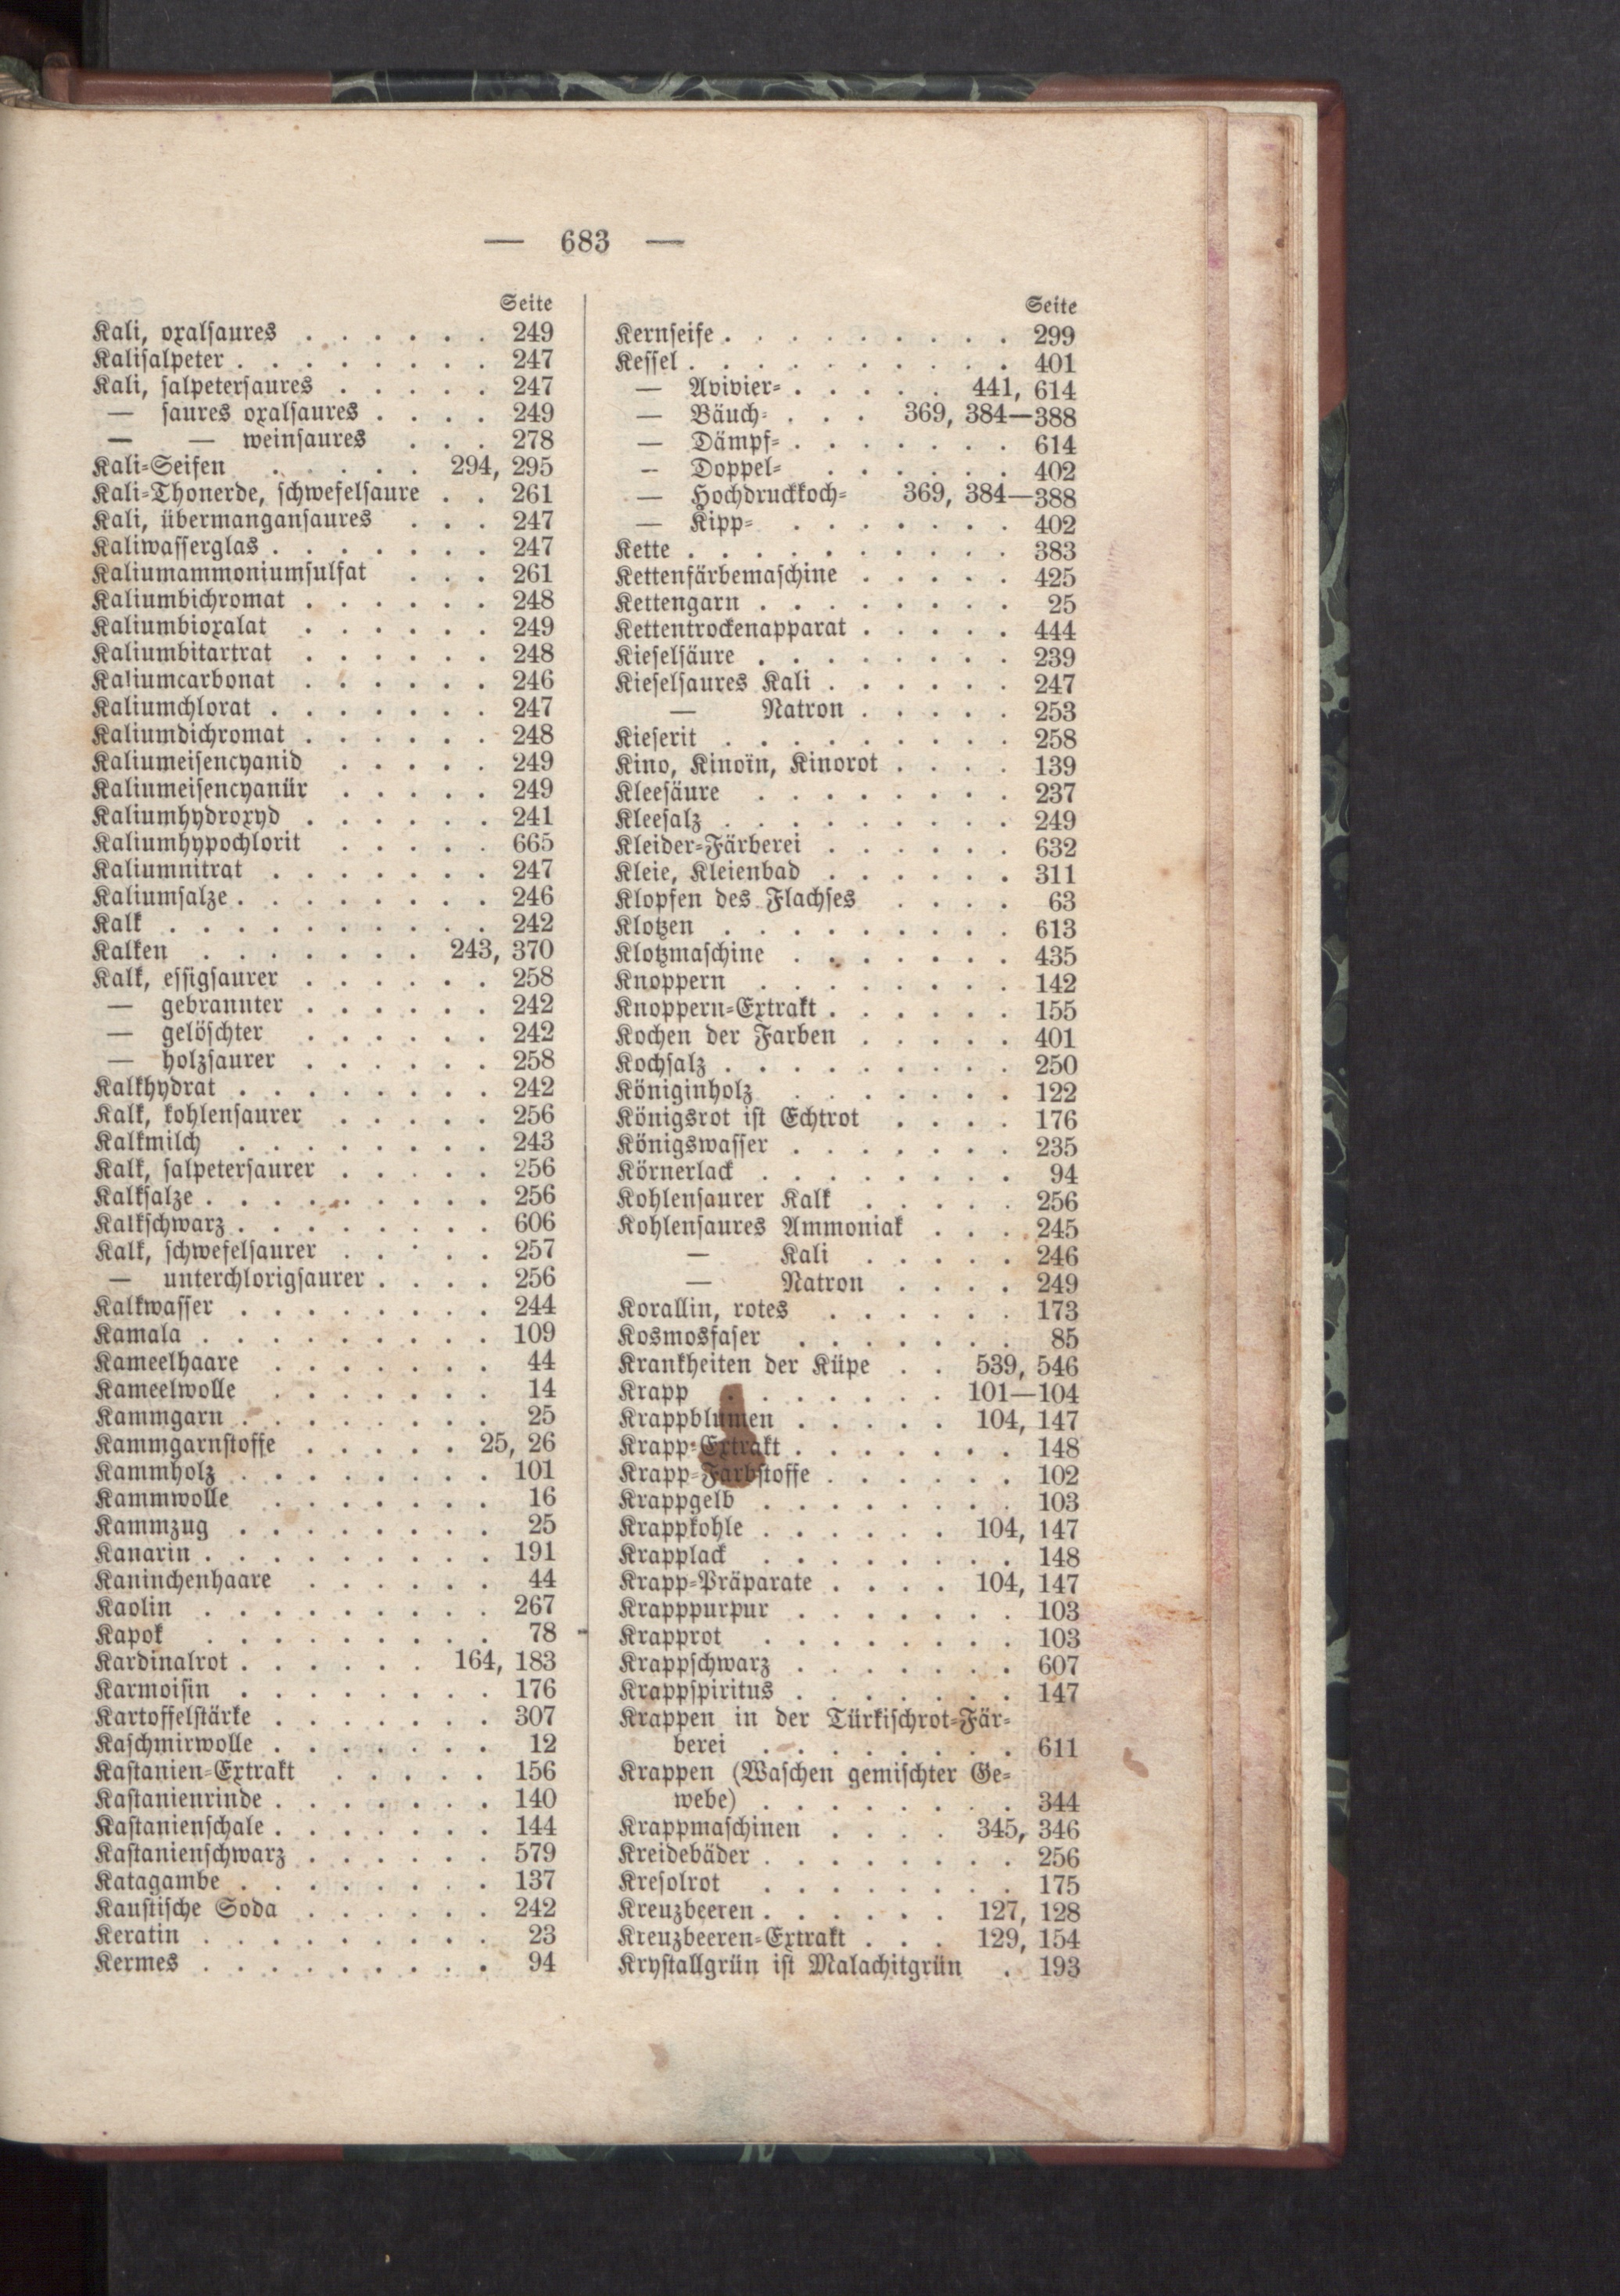 — 683 —
Seite
Kali, oxalsaures . . . . . . 249
Kalisalpeter . . . . . . . . 247
Kali, salpetersaures . . . . . 247
— saures oxalsaures . . . . 249
— — weinsaures . . . 278
Kali-Seifen . . . . . 294, 295
Kali-Thonerde, schwefelsaure . . 261
Kali, übermangansaures . . . 247
Kaliwasserglas . . . . . . . 247
Kaliumammoniumsulfat . . . 261
Kaliumbichromat . . . . . . 248
Kaliumbioxalat . . . . . . 249
Kaliumbitartrat . . . . . . 248
Kaliumcarbonat . . . . . . 246
Kaliumchlorat . . . . . . . 247
Kaliumdichromat . . . . . . 248
Kaliumeisencyanid . . . . . 249
Kaliumeisencyanür . . . . . 249
Kaliumhydroxyd . . . . . . 241
Kaliumhypochlorit . . . . . 665
Kaliumnitrat . . . . . . . 247
Kaliumsalze . . . . . . . . 246
Kalk . . . . . . . . . . 242
Kalken . . . . . . . 243, 370
Kalk, essigsaurer . . . . . . 258
— gebrannter . . . . . . 242
— gelöschter . . . . . . 242
— holzsaurer . . . . . . 258
Kalkhydrat . . . . . . . . 242
Kalk, kohlensaurer . . . . . 256
Kalkmilch . . . . . . . . 243
Kalk, salpetersaurer . . . . . 256
Kalksalze . . . . . . . . . 256
Kalkschwarz . . . . . . . . 606
Kalk, schwefelsaurer . . . . . 257
— unterchlorigsaurer . . . . 256
Kalkwasser . . . . . . . . 244
Kamala . . . . . . . . . 109
Kameelhaare . . . . . . . 44
Kameelwolle . . . . . . . 14
Kammgarn . . . . . . . . 25
Kammgarnstoffe . . . . . 25, 26
Kammholz . . . . . . . . 101
Kammwolle . . . . . . . 16
Kammzug . . . . . . . . 25
Kanarin . . . . . . . . . 191
Kaninchenhaare . . . . . . 44
Kaolin . . . . . . . . . 267
Kapok . . . . . . . . . 78
Kardinalrot . . . . . . 164, 183
Karmoisin . . . . . . . . 176
Kartoffelstärke . . . . . . . 307
Kaschmirwolle . . . . . . . 12
Kastanien-Extrakt . . . . . 156
Kastanienrinde . . . . . . . 140
Kastanienschale . . . . . . . 144
Kastanienschwarz . . . . . . 579
Katagambe . . . . . . . . 137
Kaustische Soda . . . . . . 242
Keratin . . . . . . . . . 23
Kermes . . . . . . . . . 94
Seite
Kernseife . . . . . . . . . 299
Kessel . . . . . . . . . . 401
— Avivier- . . . . . 441, 614
— Bäuch- . . . 369, 384—388
— Dämpf- . . . . . . . 614
— Doppel- . . . . . . 402
— Hochdruckkoch- 369, 384—388
— Kipp- . . . . . . . 402
Kette . . . . . . . . . . 383
Kettenfärbemaschine . . . . . 425
Kettengarn . . . . . . . . 25
Kettentrockenapparat . . . . . 444
Kieselsäure . . . . . . . . 239
Kieselsaures Kali . . . . . . 247
— Natron . . . . . 253
Kieserit . . . . . . . . . 258
Kino, Kinoïn, Kinorot . . . . 139
Kleesäure . . . . . . . . 237
Kleesalz . . . . . . . . . 249
Kleider-Färberei . . . . . . 632
Kleie, Kleienbad . . . . . . 311
Klopfen des Flachses . . . . 63
Klotzen . . . . . . . . . 613
Klotzmaschine . . . . . . . 435
Knoppern . . . . . . . . 142
Knoppern-Extrakt . . . . . . 155
Kochen der Farben . . . . . 401
Kochsalz . . . . . . . . . 250
Königinholz . . . . . . . 122
Königsrot ist Echtrot . . . . 176
Königswasser . . . . . . . 235
Körnerlack . . . . . . . . 94
Kohlensaurer Kalk . . . . . 256
Kohlensaures Ammoniak . . . 245
— Kali . . . . . 246
— Natron . . . . 249
Korallin, rotes . . . . . . 173
Kosmosfaser . . . . . . . 85
Krankheiten der Küpe . . 539, 546
Krapp . . . . . . . 101—104
Krappblumen . . . . . 104, 147
Krapp-Extrakt . . . . . . . 148
Krapp-Farbstoffe . . . . . . 102
Krappgelb . . . . . . . . 103
Krappkohle . . . . . . 104, 147
Krapplack . . . . . . . . 148
Krapp-Präparate . . . . 104, 147
Krapppurpur . . . . . . . 103
Krapprot . . . . . . . . 103
Krappschwarz . . . . . . . 607
Krappspiritus . . . . . . . 147
Krappen in der Türkischrot-Fär-
berei . . . . . . . . 611
Krappen (Waschen gemischter Ge-
webe) . . . . . . . . 344
Krappmaschinen . . . . 345, 346
Kreidebäder . . . . . . . . 256
Kresolrot . . . . . . . . 175
Kreuzbeeren . . . . . . 127, 128
Kreuzbeeren-Extrakt . . . 129, 154
Krystallgrün ist Malachitgrün . 193